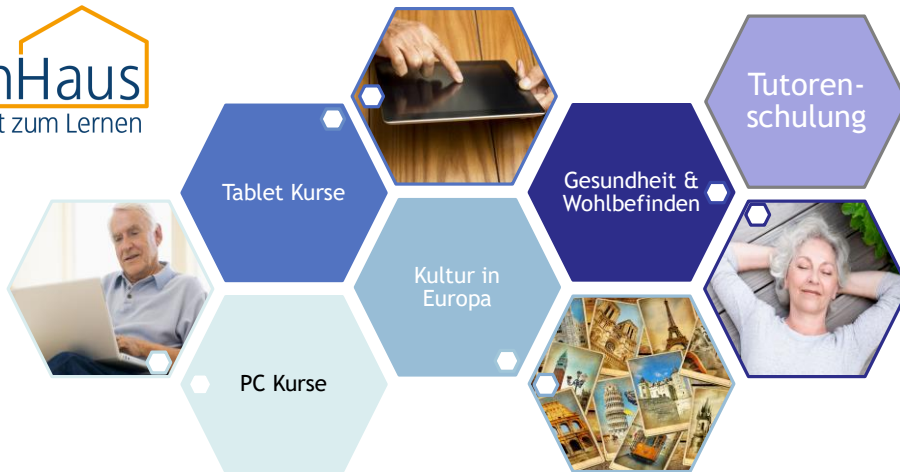 nHaus
t zum Lernen
Tablet Kurse
Gesundheit &
Wohlbefinden
Tutoren-
schulung
Kultur in
Europa
PC Kurse